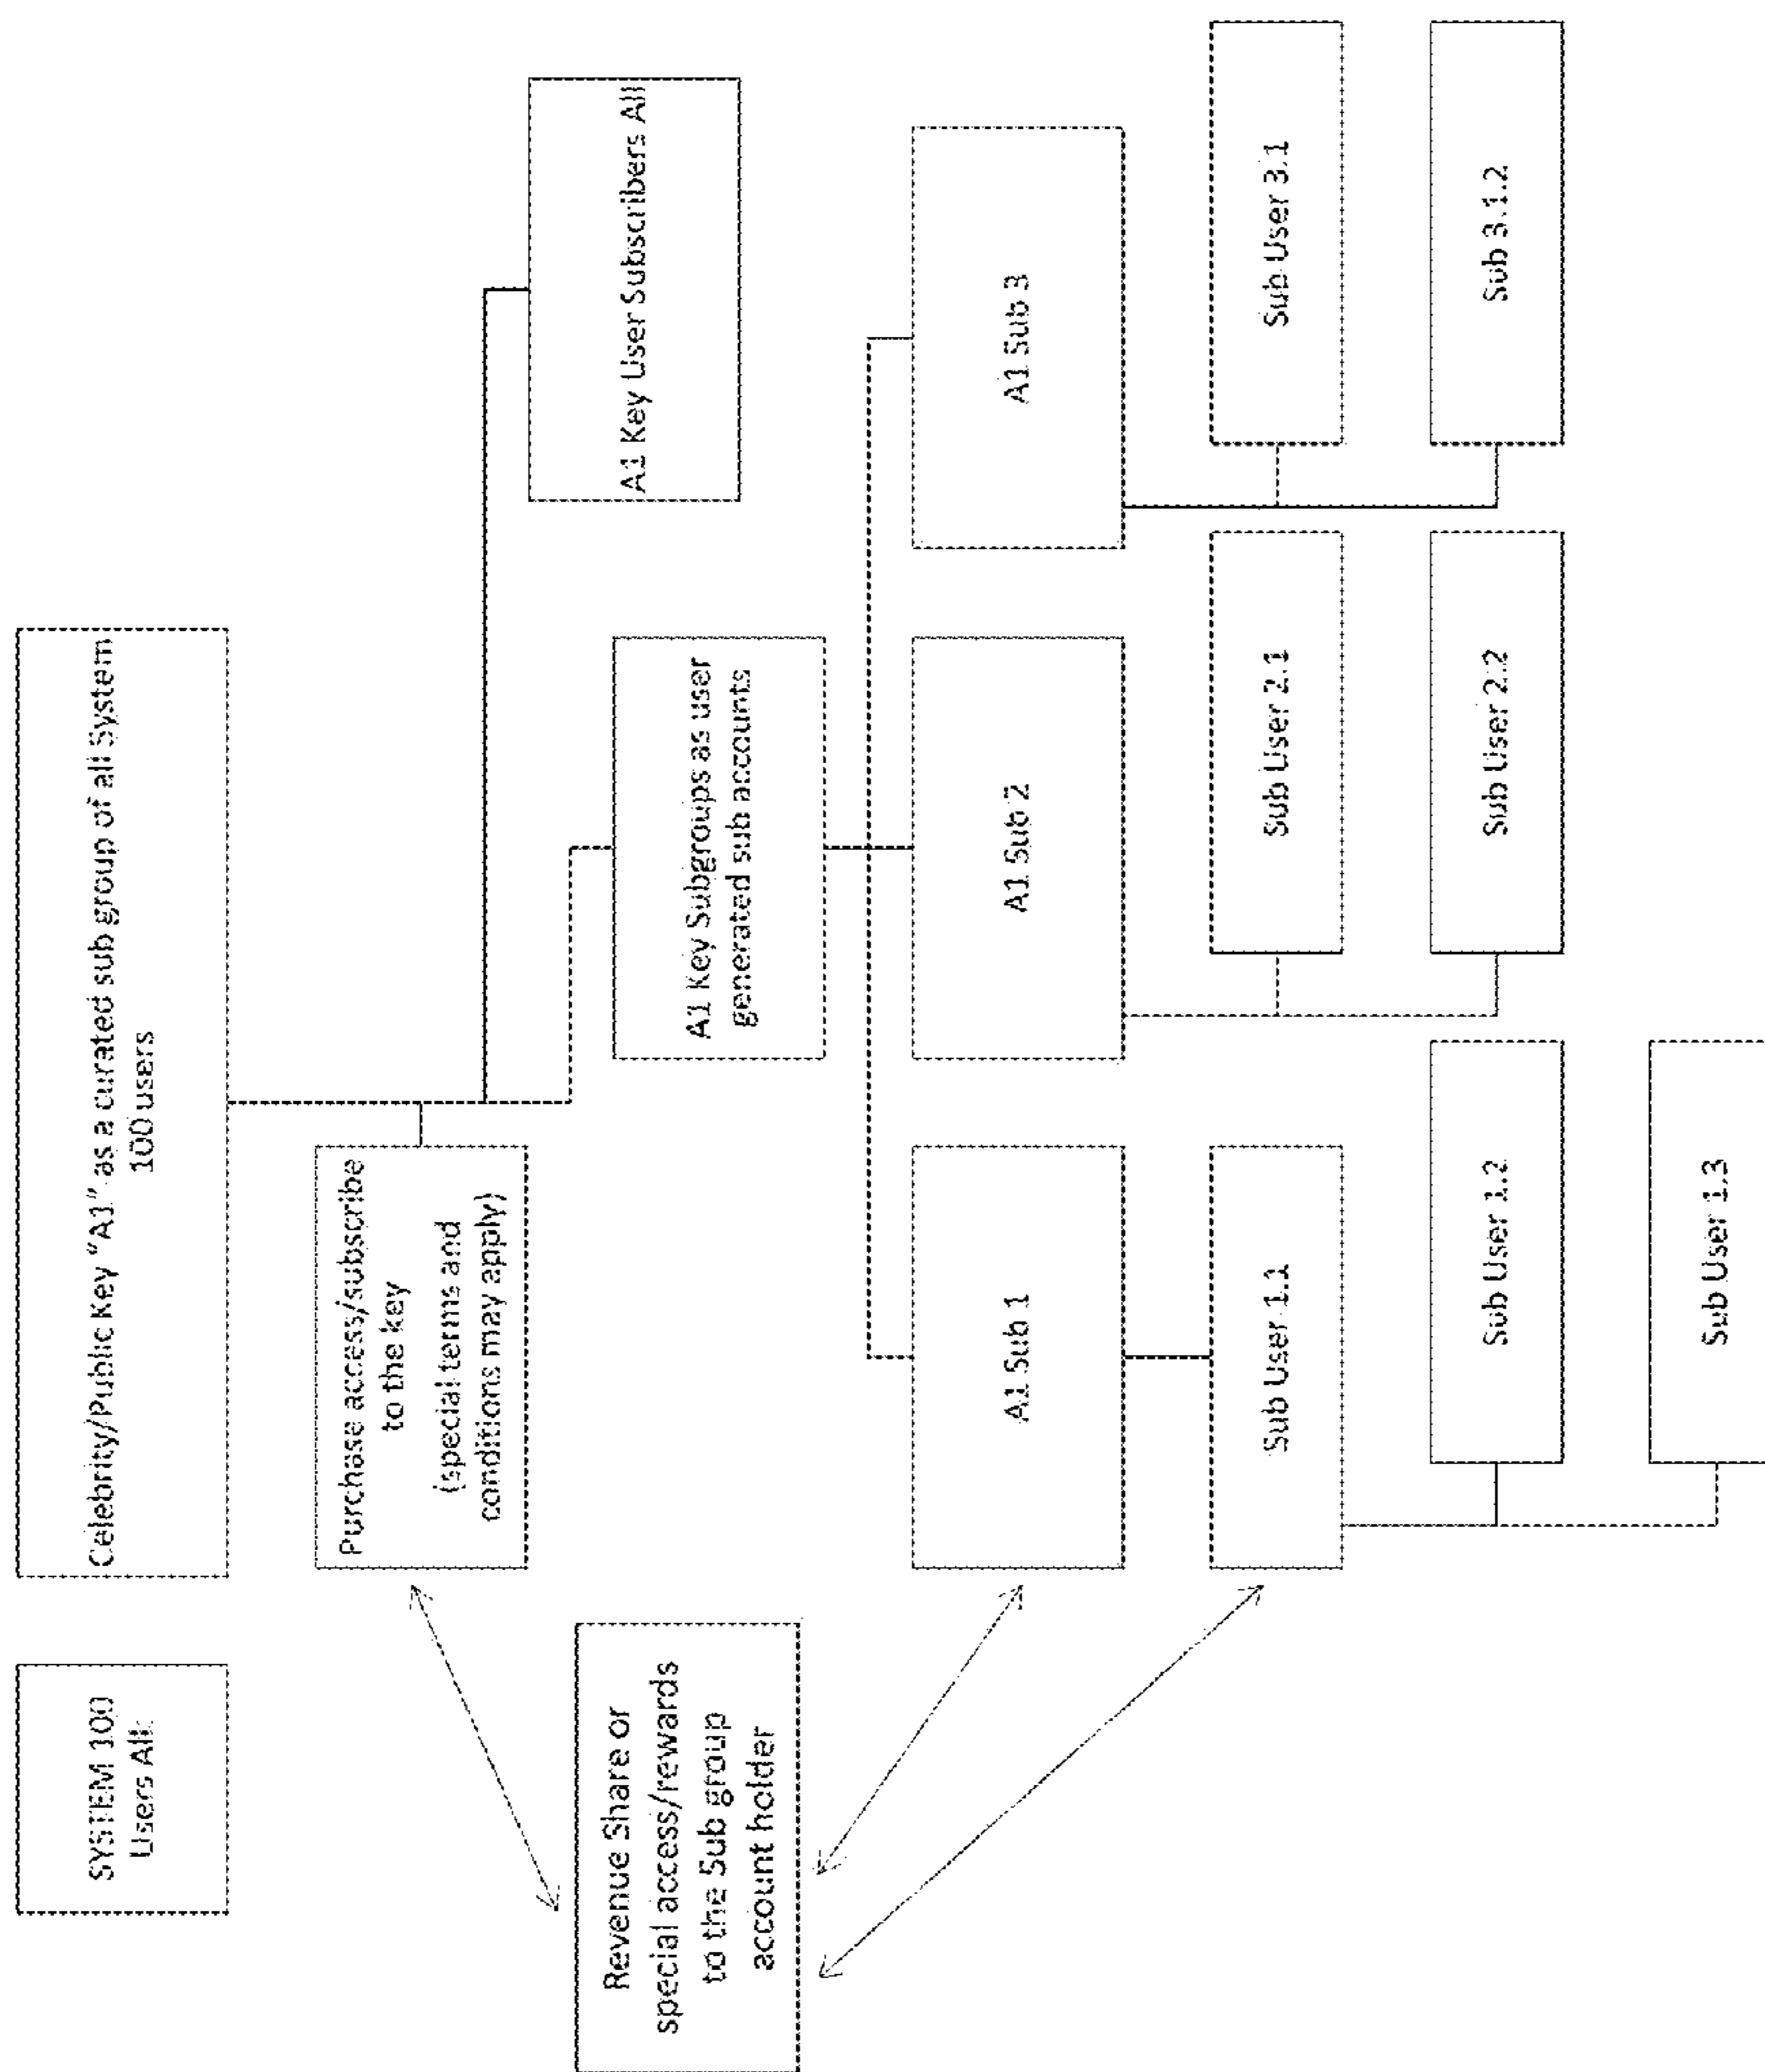 SYSTEM 100
Users All:
Celebrity/Public Key "A1" as a curated sub group of all System
100 users
Purchase access/subscribe
to the key
(special terms and
conditions may apply)
A1 Key User Subscribers All
Revenue Share or
special access/rewards
to the Sub group
account holder
A1 Key Subgroups as user
generated sub accounts
A1 Sub 1
A1 Sub 2
A1 Sub 3
Sub User 1.1
Sub User 2.1
Sub User 3.1
Sub User 1.2
Sub User 2.2
Sub 3.1.2
Sub User 1.3